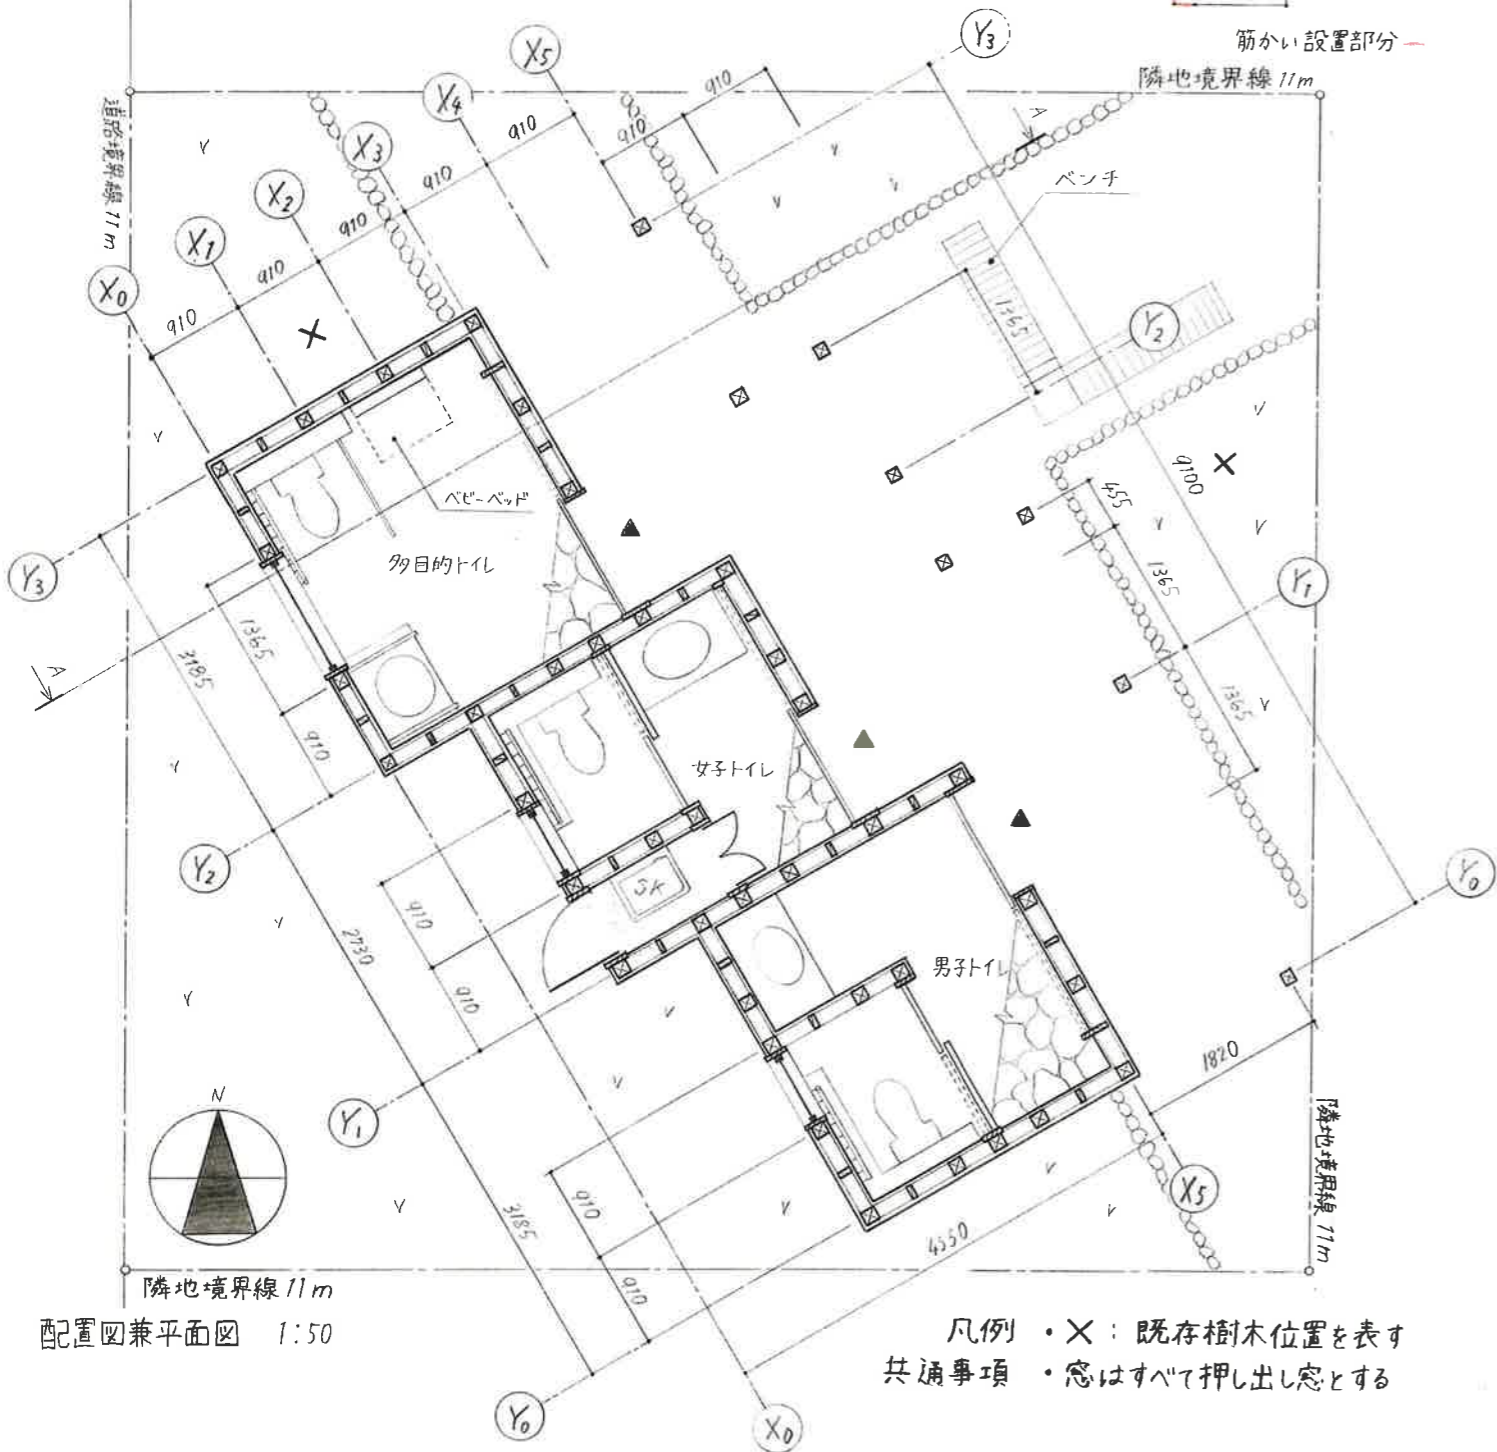 筋かい設置部分
隣地境界線 11m
道路境界線 11m
Y3
X5
X4
X3
X2
X1
X0
910
910
910
910
910
910
910
A
ベンチ
1365
Y2
9100
455
1365
1365
Y1
Y0
1820
隣地境界線 11m
ベビーベッド
多目的トイレ
Y3
A
3185
1365
910
Y2
女子トイレ
SK
2730
910
910
男子トイレ
Y1
N
3185
910
910
4550
X5
隣地境界線 11m
配置図兼平面図 1:50
Y0
X0
凡例 ・×：既存樹木位置を表す
共通事項 ・窓はすべて押し出し窓とする